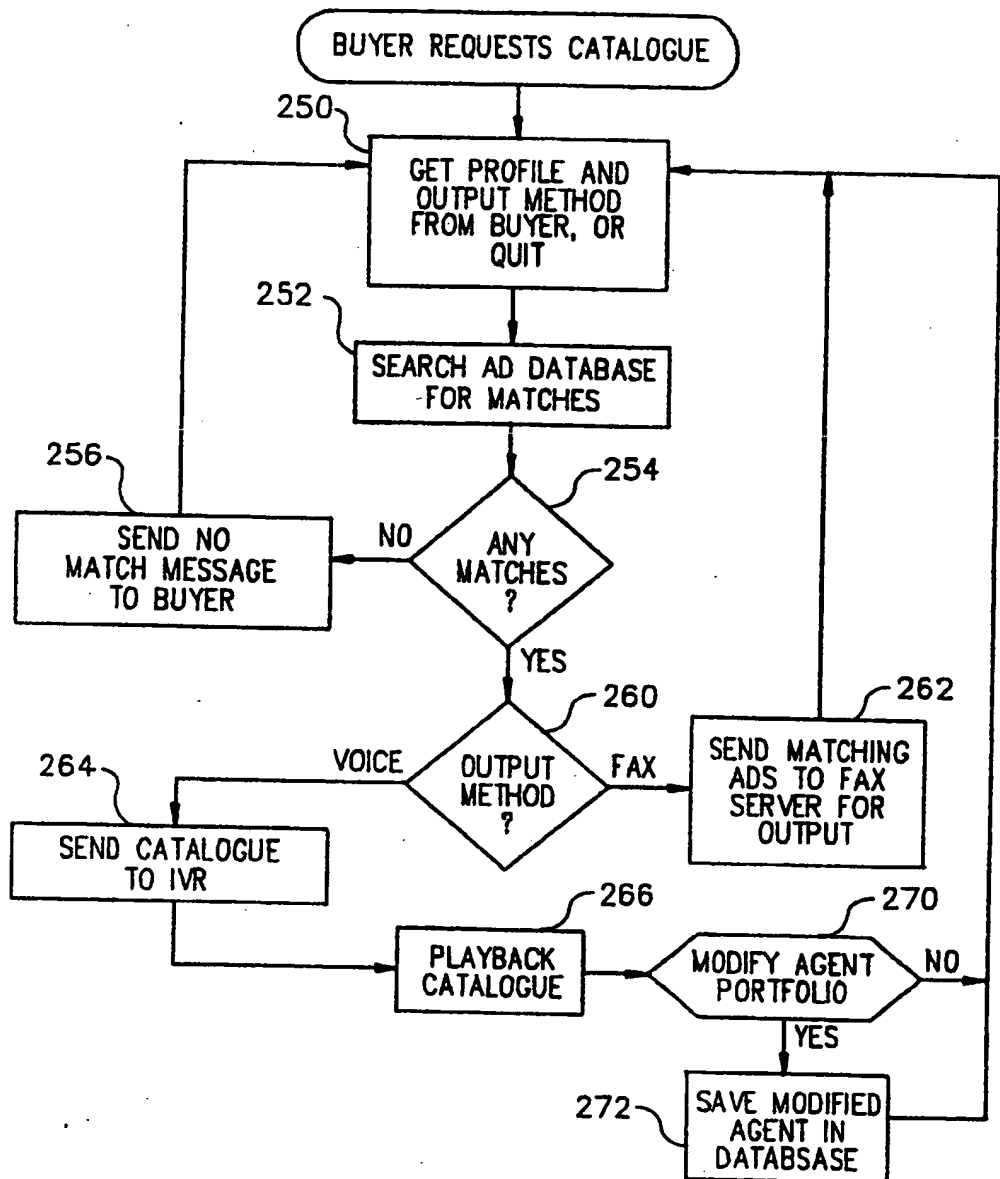 BUYER REQUESTS CATALOGUE
250
GET PROFILE AND
OUTPUT METHOD
FROM BUYER, OR
QUIT
252
SEARCH AD DATABASE
FOR MATCHES
256
254
SEND NO
MATCH MESSAGE
TO BUYER
NO
ANY
MATCHES
?
YES
260
262
264
VOICE
OUTPUT
METHOD
?
FAX
SEND MATCHING
ADS TO FAX
SERVER FOR
OUTPUT
SEND CATALOGUE
TO IVR
266
270
PLAYBACK
CATALOGUE
MODIFY AGENT
PORTFOLIO
NO
YES
272
SAVE MODIFIED
AGENT IN
DATABSASE